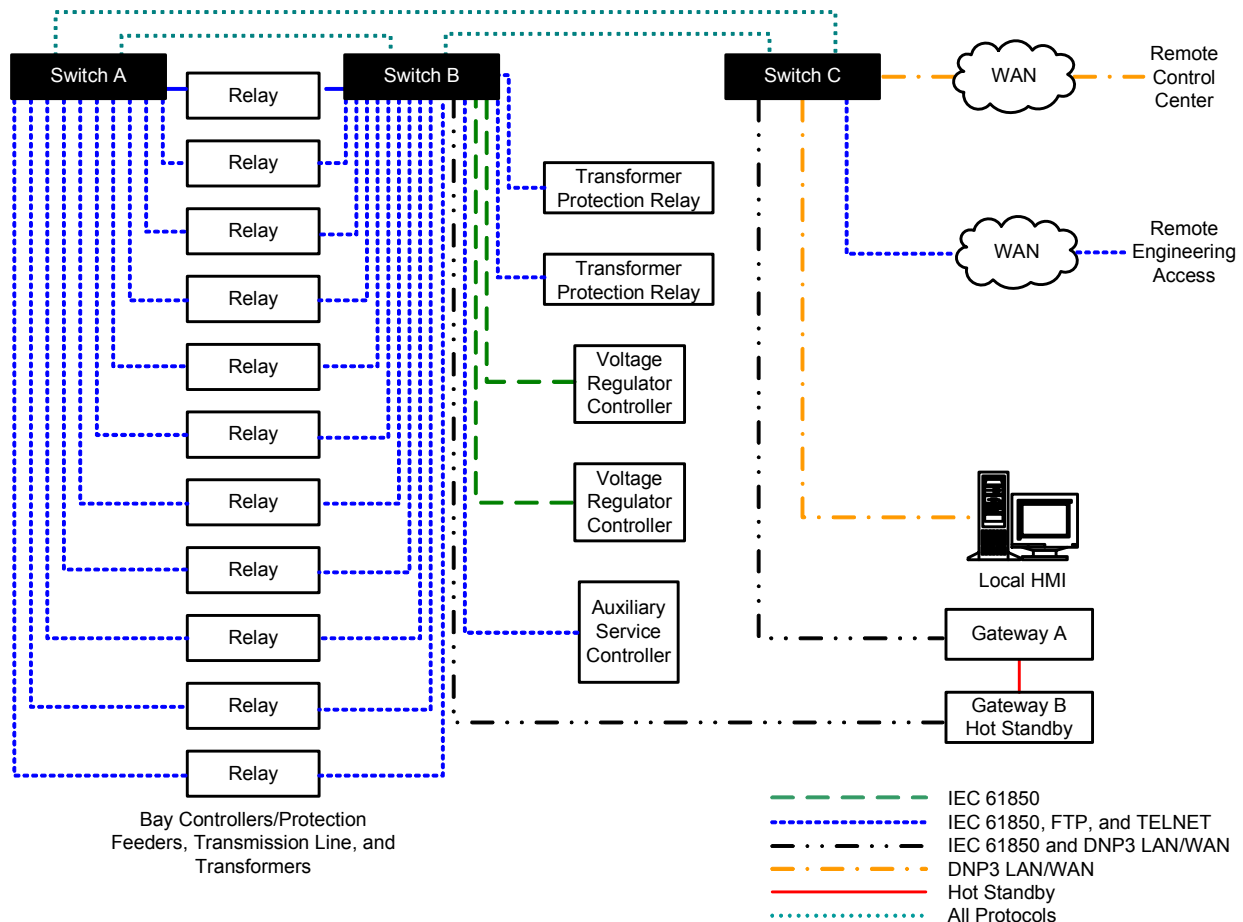 Switch A
Switch B
Switch C
WAN
Remote
Control
Center
Relay
Relay
Relay
Relay
Relay
Relay
Relay
Relay
Relay
Relay
Relay
Bay Controllers/Protection
Feeders, Transmission Line, and
Transformers
Transformer
Protection Relay
Transformer
Protection Relay
Voltage
Regulator
Controller
Voltage
Regulator
Controller
Auxiliary
Service
Controller
WAN
Remote
Engineering
Access
Local HMI
Gateway A
Gateway B
Hot Standby
IEC 61850
IEC 61850, FTP, and TELNET
IEC 61850 and DNP3 LAN/WAN
DNP3 LAN/WAN
Hot Standby
All Protocols